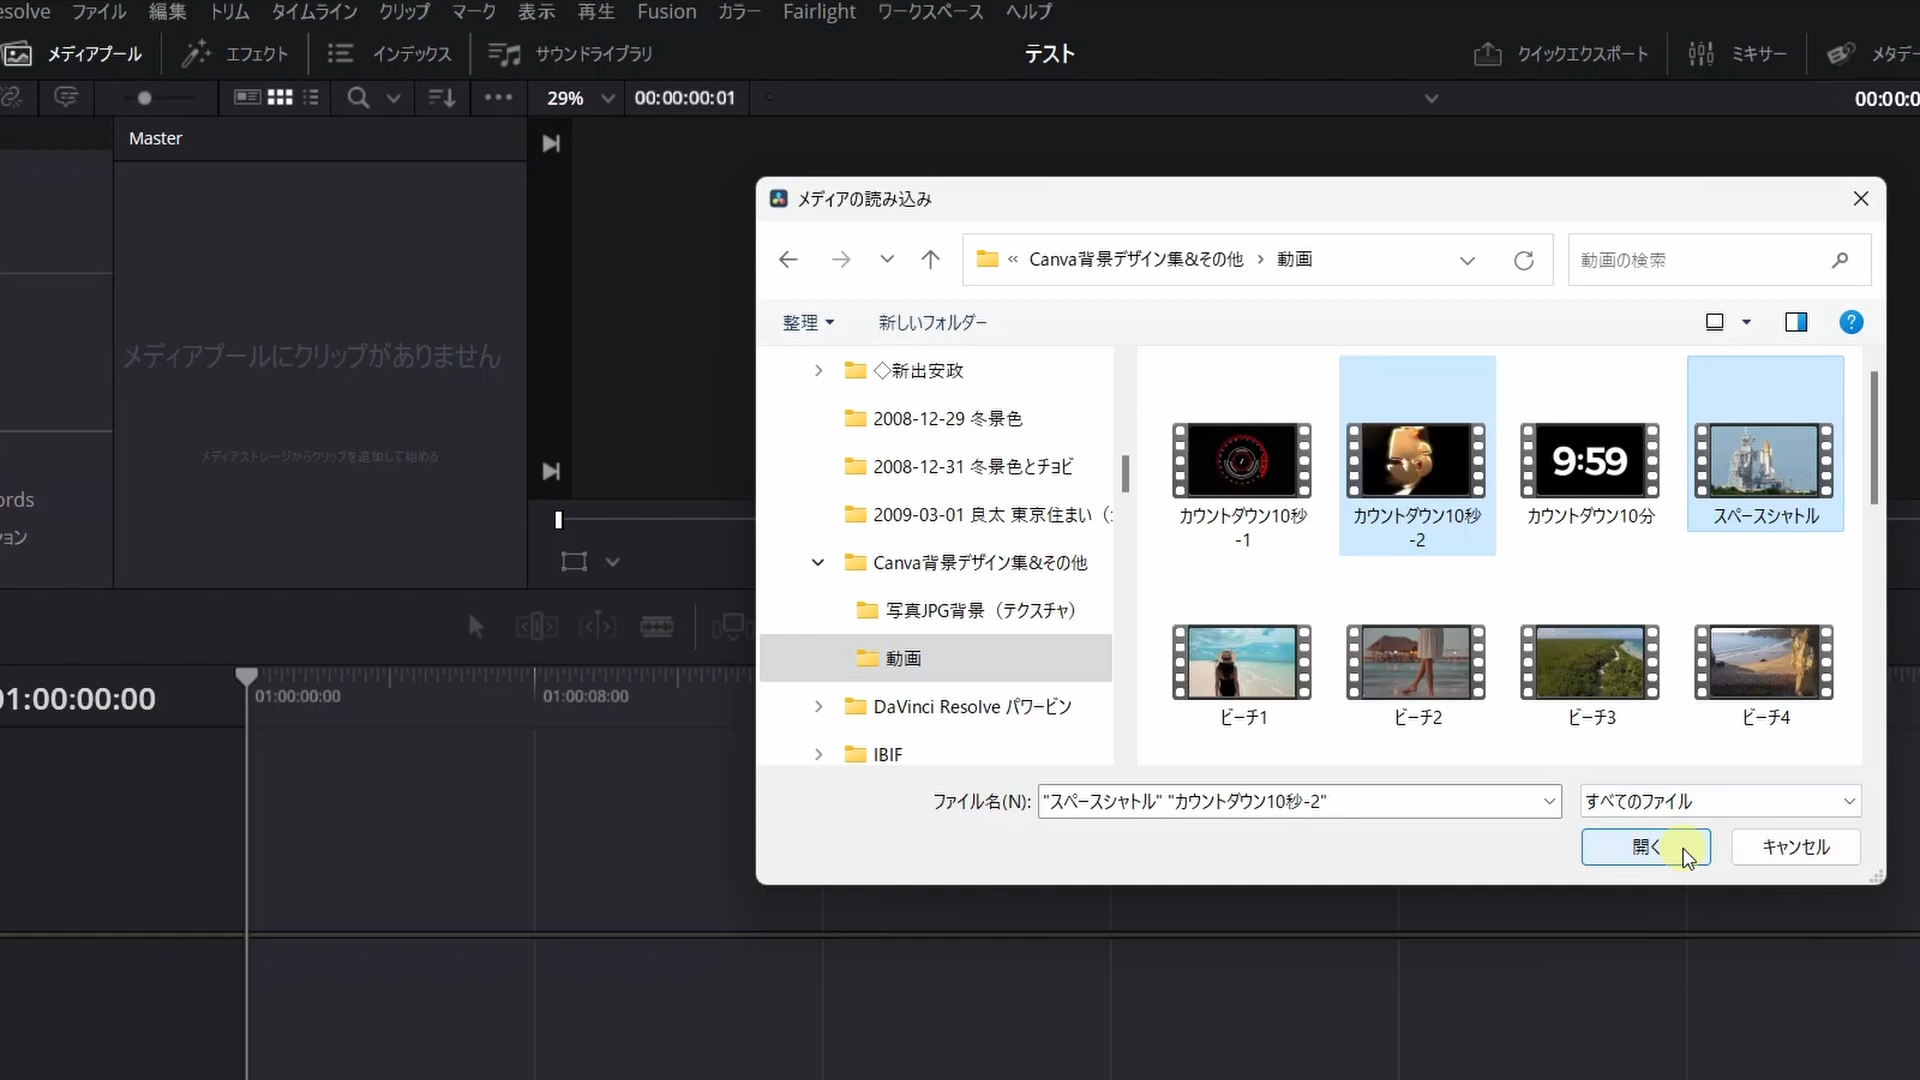 esolve ファイル 編集 トリム タイムライン クリップ マーク 表示 再生 Fusion カラー Fairlight ワークスペース ヘルプ
メディアプール エフェクト インデックス サウンドライブラリ テスト クイックエクスポート ミキサー メタデー
29% 00:00:00:01 00:00:0
Master
メディアプールにクリップがありません
メディアストレージからクリップを追加して始める
ords
ョン
メディアの読み込み
« Canva背景デザイン集&その他 › 動画
動画の検索
整理 新しいフォルダー
◇新出安政
2008-12-29 冬景色
2008-12-31 冬景色とチョビ
2009-03-01 良太 東京住まい（
Canva背景デザイン集&その他
写真JPG背景（テクスチャ）
動画
DaVinci Resolve パワービン
IBIF
9:59
カウントダウン10秒
-1
カウントダウン10秒
-2
カウントダウン10分
スペースシャトル
ビーチ1
ビーチ2
ビーチ3
ビーチ4
ファイル名(N): "スペースシャトル" "カウントダウン10秒-2"
すべてのファイル
開く キャンセル
01:00:00:00
01:00:00:00 01:00:08:00